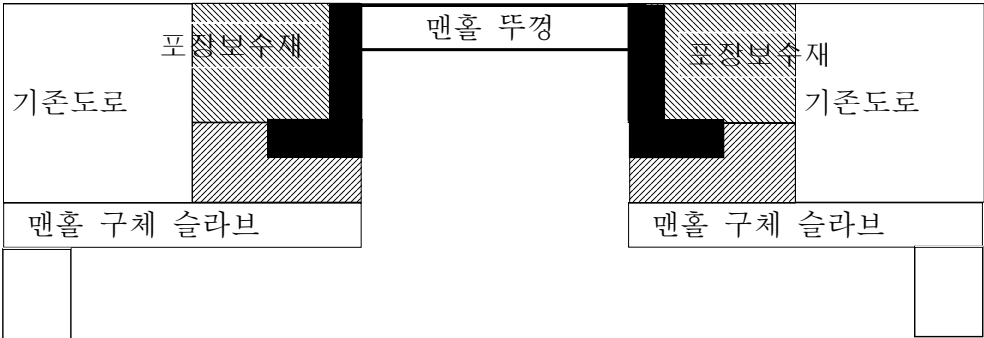 맨홀 뚜껑
포장보수재
포장보수재
기존도로
기존도로
맨홀 구체 슬라브
맨홀 구체 슬라브